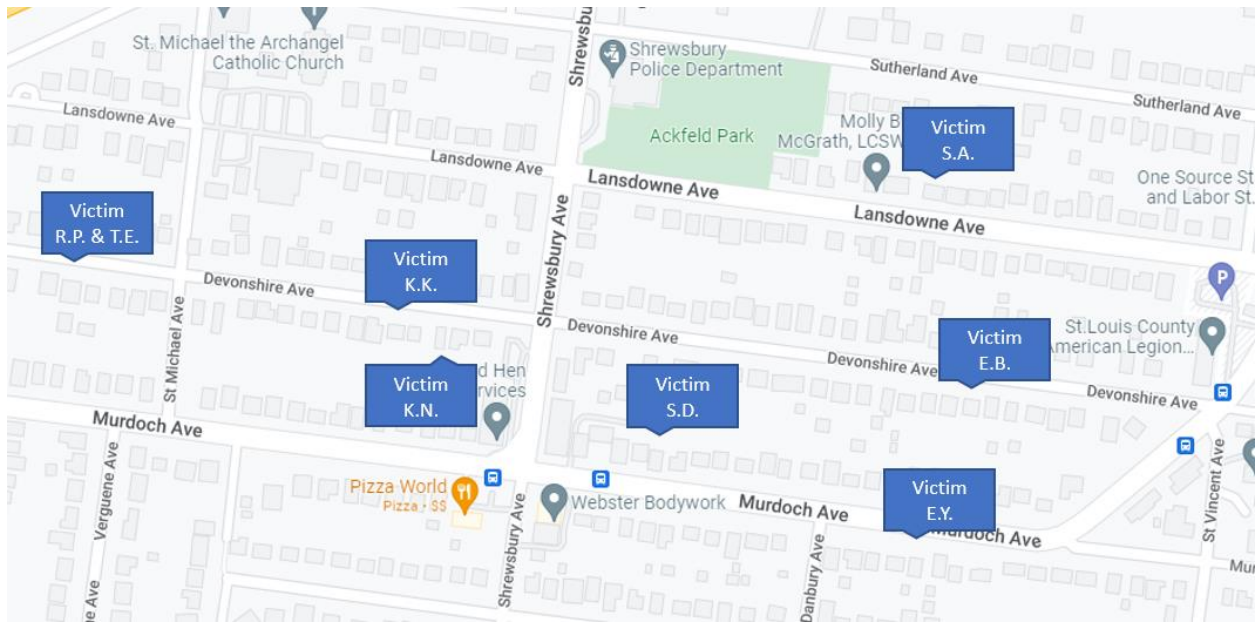 St. Michael the Archangel
Catholic Church
Shrewsbury
Police Department
Sutherland Ave
Sutherland Ave
Lansdowne Ave
Ackfeld Park
Molly
McGrath, LCSW
Victim
S.A.
Lansdowne Ave
Lansdowne Ave
Lansdowne Ave
One Source
and Labor
Victim
R.P. & T.E.
Shrewsbury Ave
Victim
K.K.
Devonshire Ave
P
Devonshire Ave
Victim
E.B.
St.Louis County
American Legion...
Devonshire Ave
Devonshire Ave
St Michael Ave
Victim
K.N.
Hen
Victim
S.D.
Murdoch Ave
Verguene Ave
Pizza World
Pizza • $$
Webster Bodywork
Murdoch Ave
Victim
E.Y.
Murdoch Ave
St Vincent Ave
Shrewsbury Ave
Danbury Ave
Ave